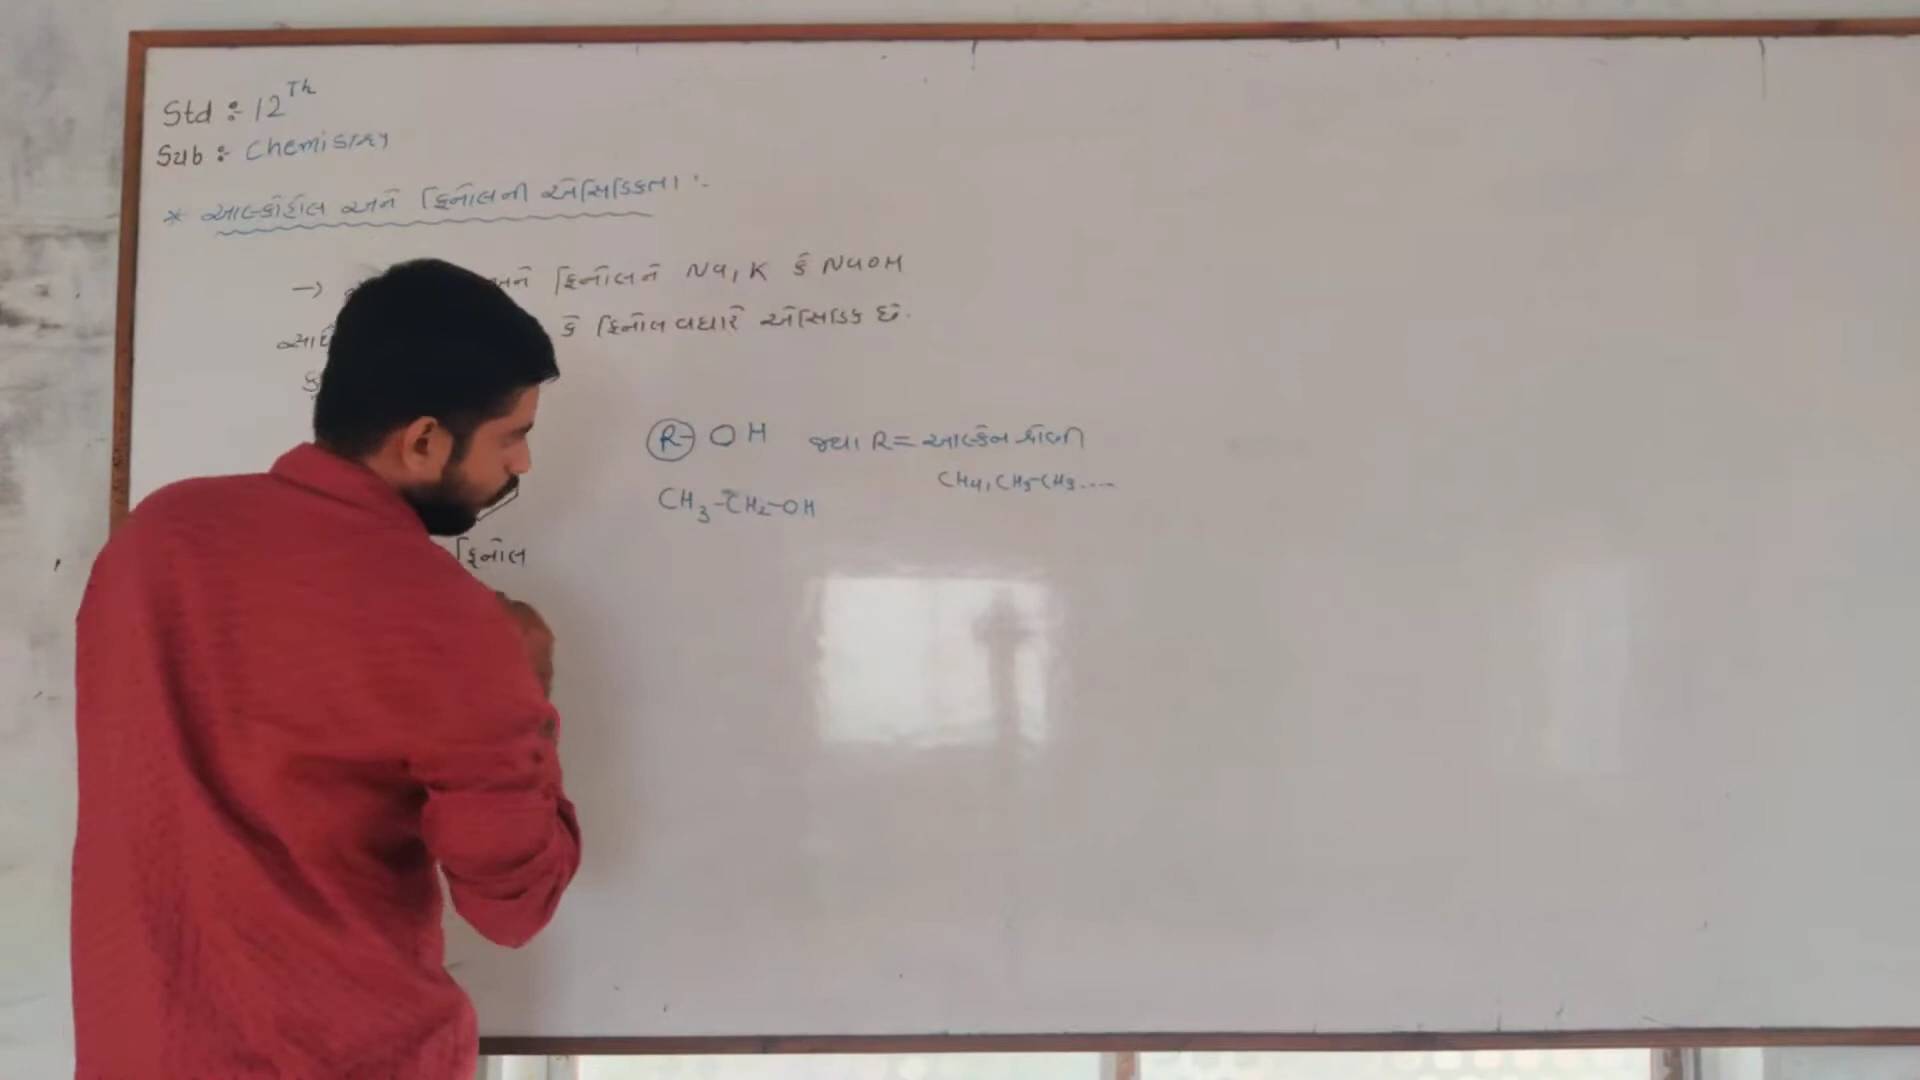 Std : 12Th
Sub : Chemistry
* આલ્કોહોલ અને ફિનોલની એસિડિકતા :-
→ અને ફિનોલને Na, K કે NaOH
કે ફિનોલ વધારે એસિડિક છે.
R- OH જ્યા R = આલ્કેન શ્રેણી
CH4, CH3-CH3....
CH3-CH2-OH
ફિનોલ